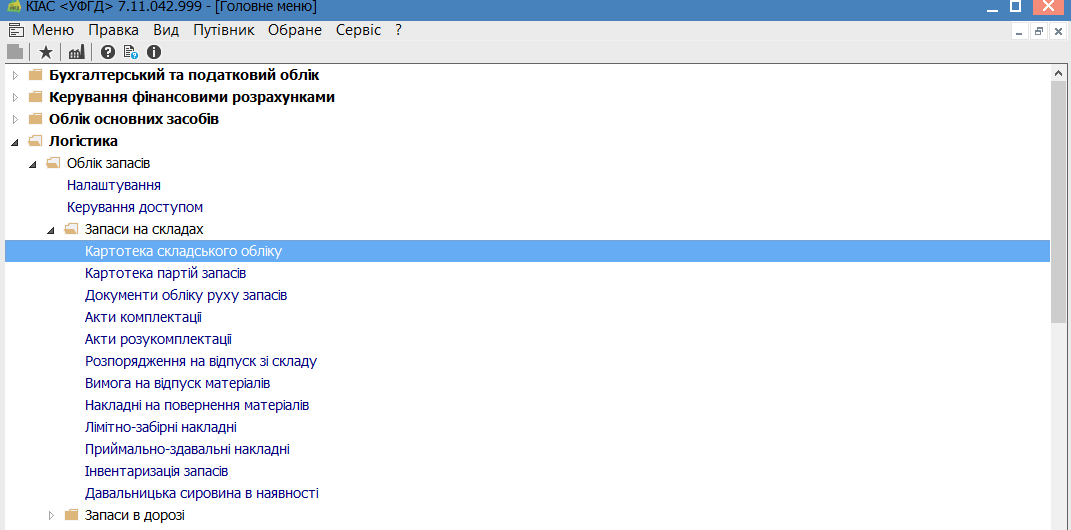 КІАС <УФГД> 7.11.042.999 - [Головне меню]
Меню Правка Вид Путівник Обране Сервіс ?
Бухгалтерський та податковий облік
Керування фінансовими розрахунками
Облік основних засобів
Логістика
Облік запасів
Налаштування
Керування доступом
Запаси на складах
Картотека складського обліку
Картотека партій запасів
Документи обліку руху запасів
Акти комплектації
Акти розукомплектації
Розпорядження на відпуск зі складу
Вимога на відпуск матеріалів
Накладні на повернення матеріалів
Лімітно-забірні накладні
Приймально-здавальні накладні
Інвентаризація запасів
Давальницька сировина в наявності
Запаси в дорозі